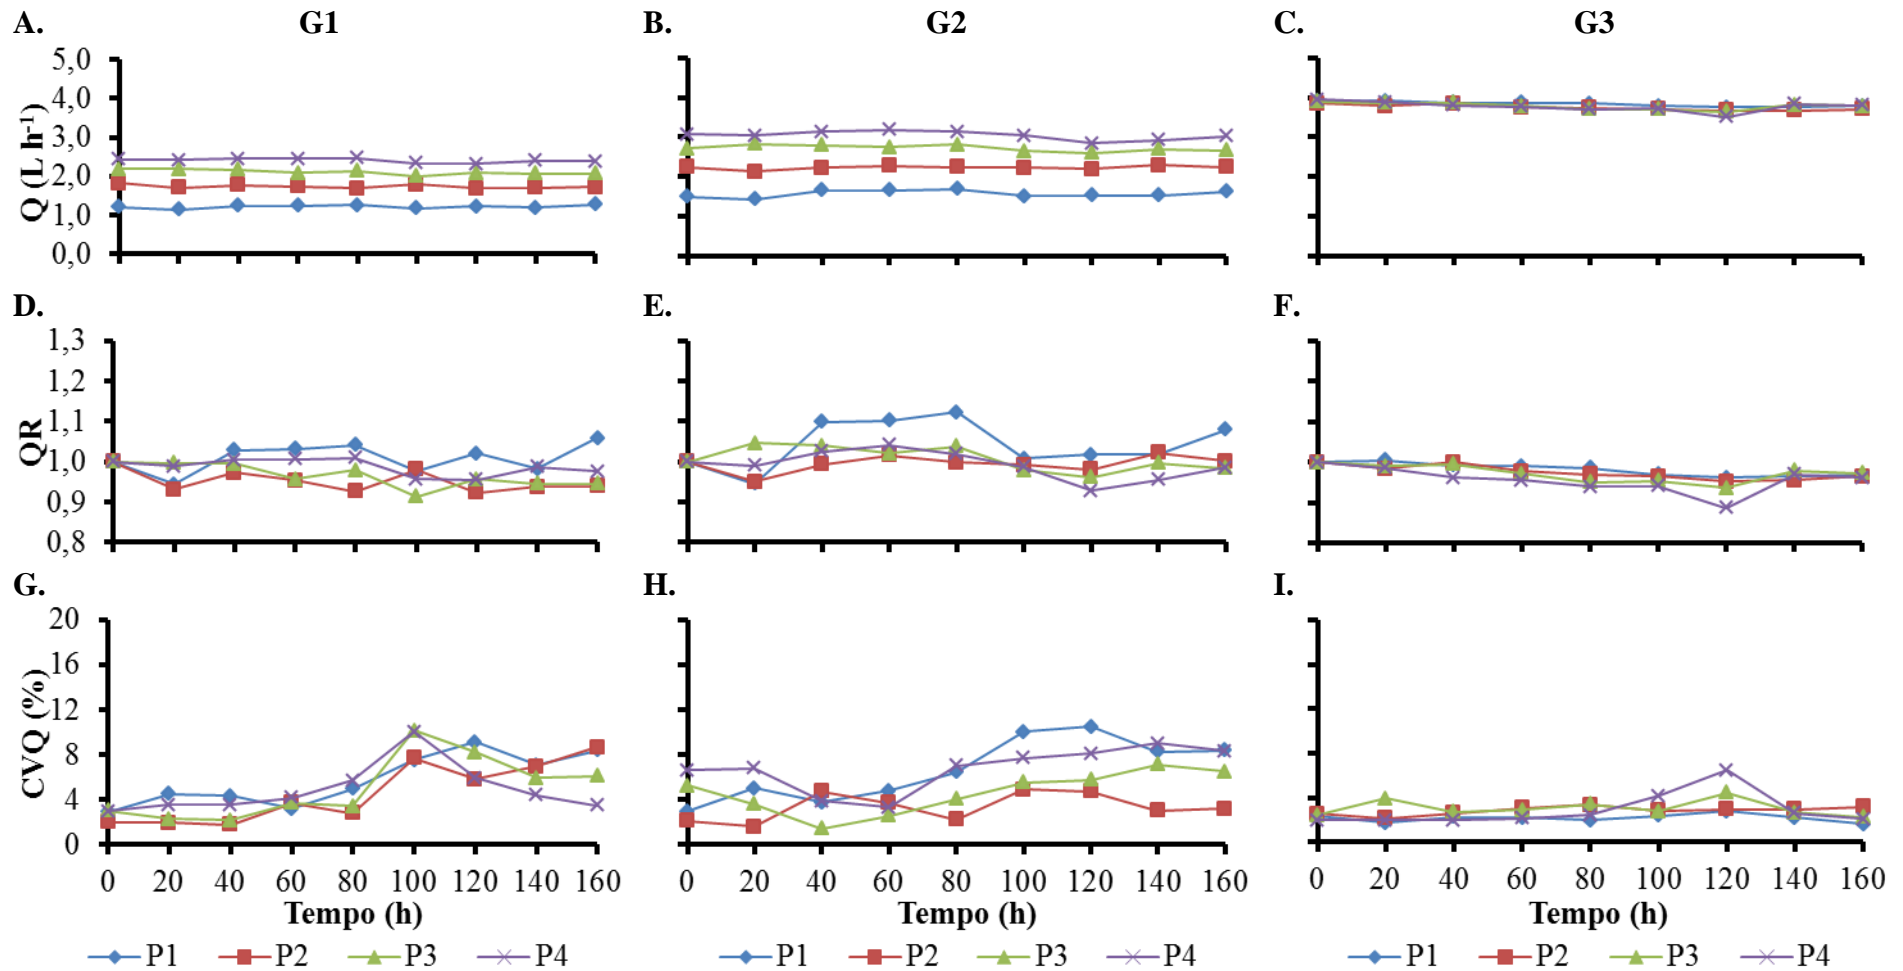 A. G1 B. G2 C. G3
Q (L h⁻¹)
5,0
4,0
3,0
2,0
1,0
0,0
D. E. F.
QR
1,3
1,2
1,1
1,0
0,9
0,8
G. H. I.
CVQ (%)
20
16
12
8
4
0
0 20 40 60 80 100 120 140 160 0 20 40 60 80 100 120 140 160 0 20 40 60 80 100 120 140 160
Tempo (h) Tempo (h) Tempo (h)
P1 P2 P3 P4 P1 P2 P3 P4 P1 P2 P3 P4